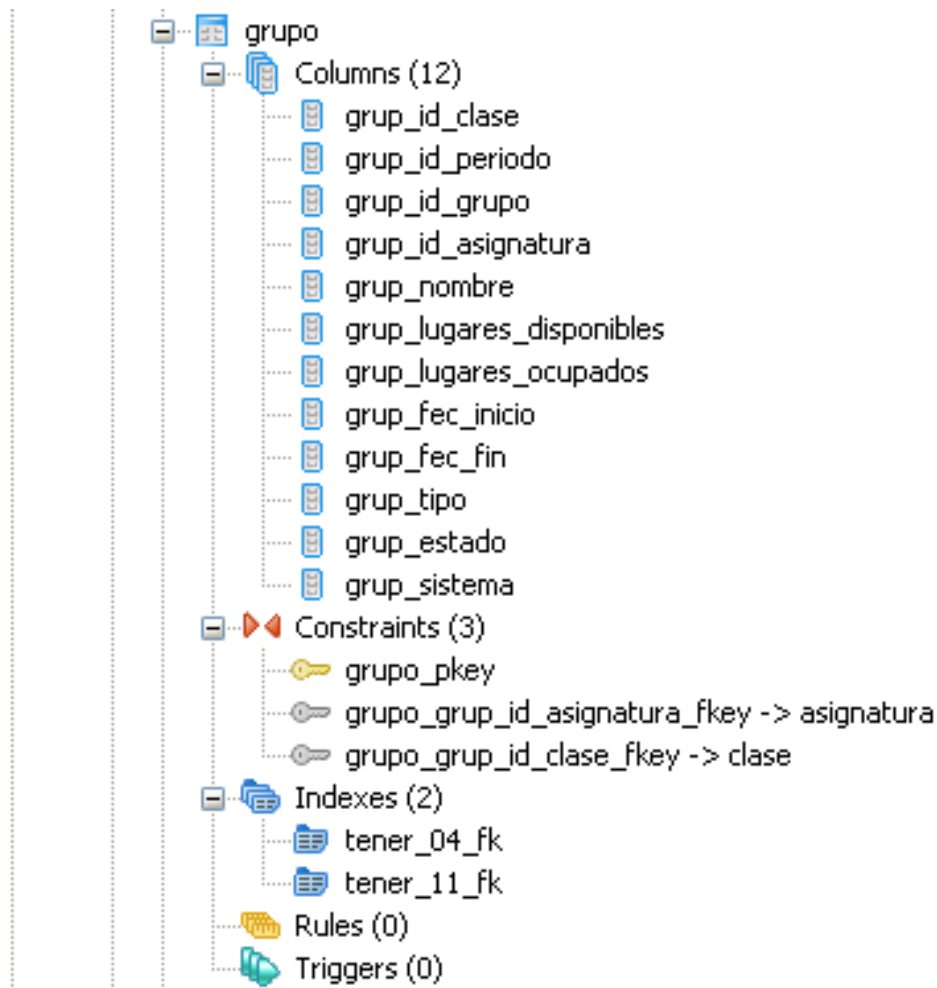 grupo
Columns (12)
grup_id_clase
grup_id_periodo
grup_id_grupo
grup_id_asignatura
grup_nombre
grup_lugares_disponibles
grup_lugares_ocupados
grup_fec_inicio
grup_fec_fin
grup_tipo
grup_estado
grup_sistema
Constraints (3)
grupo_pkey
grupo_grup_id_asignatura_fkey -> asignatura
grupo_grup_id_clase_fkey -> clase
Indexes (2)
tener_04_fk
tener_11_fk
Rules (0)
Triggers (0)